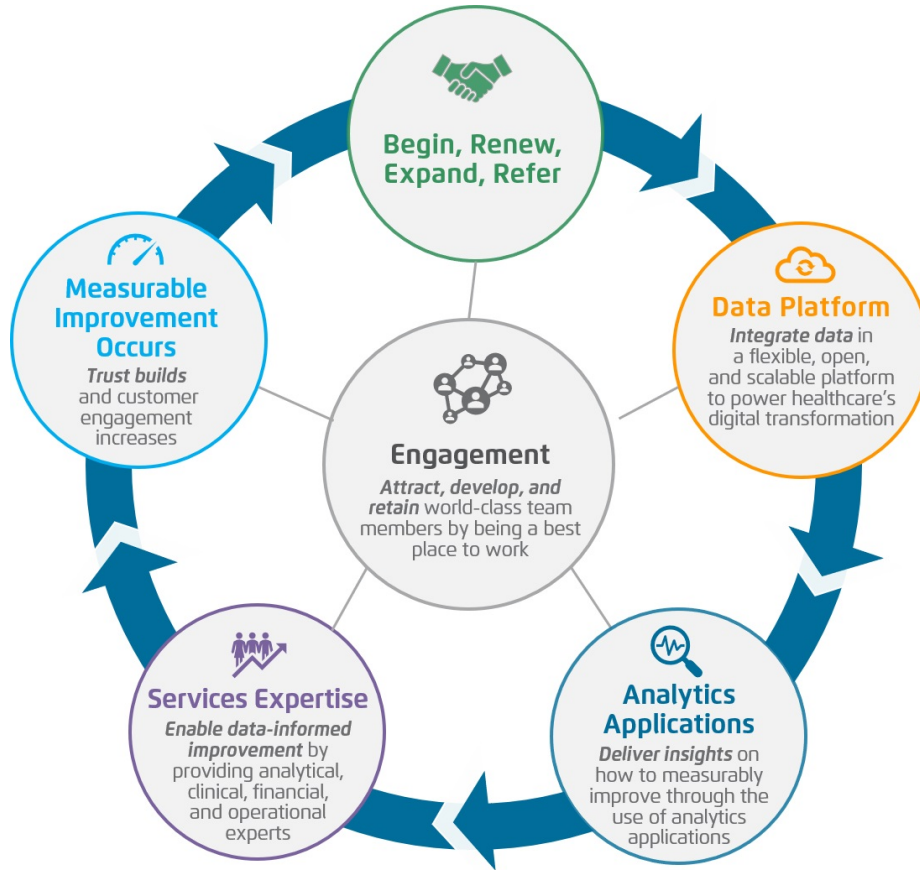 Begin, Renew,
Expand, Refer
Data Platform
Integrate data in
a flexible, open,
and scalable platform
to power healthcare's
digital transformation
Analytics
Applications
Deliver insights on
how to measurably
improve through the
use of analytics
applications
Services Expertise
Enable data-informed
improvement by
providing analytical,
clinical, financial,
and operational
experts
Measurable
Improvement
Occurs
Trust builds
and customer
engagement
increases
Engagement
Attract, develop, and
retain world-class team
members by being a best
place to work